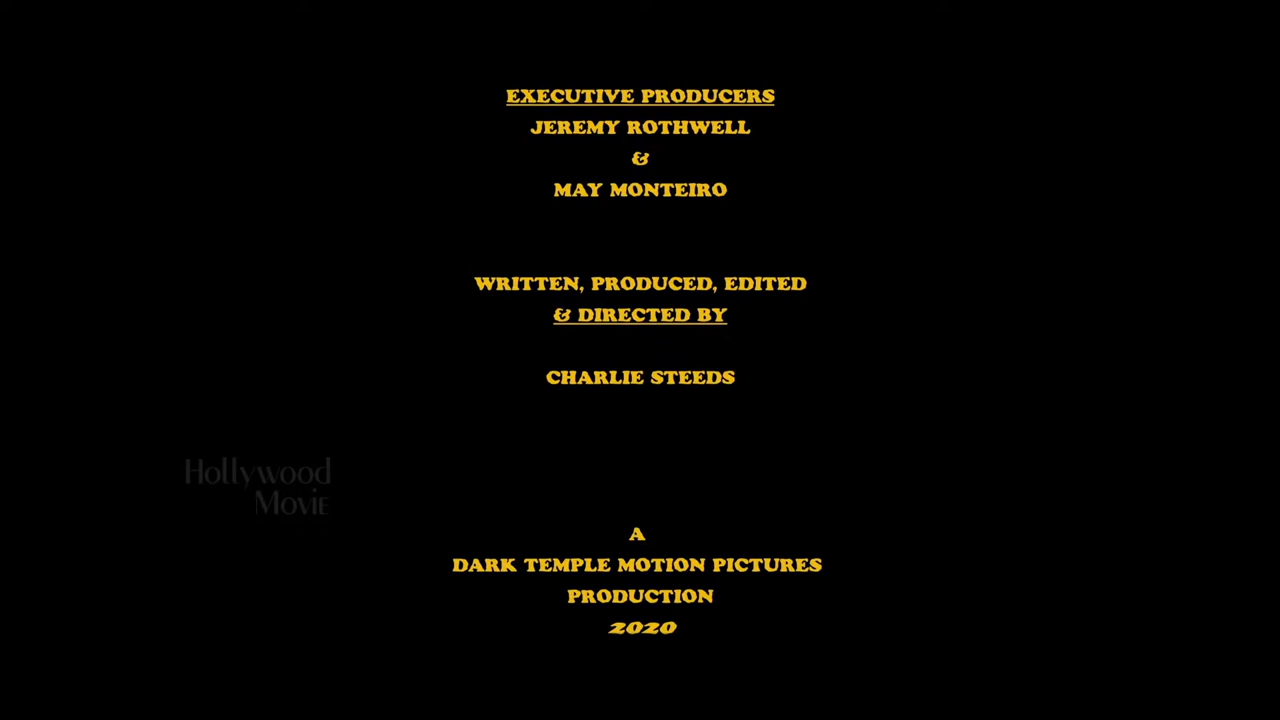 EXECUTIVE PRODUCERS
JEREMY ROTHWELL
&
MAY MONTEIRO
WRITTEN, PRODUCED, EDITED
& DIRECTED BY
CHARLIE STEEDS
Hollywood
Movie
A
DARK TEMPLE MOTION PICTURES
PRODUCTION
2020